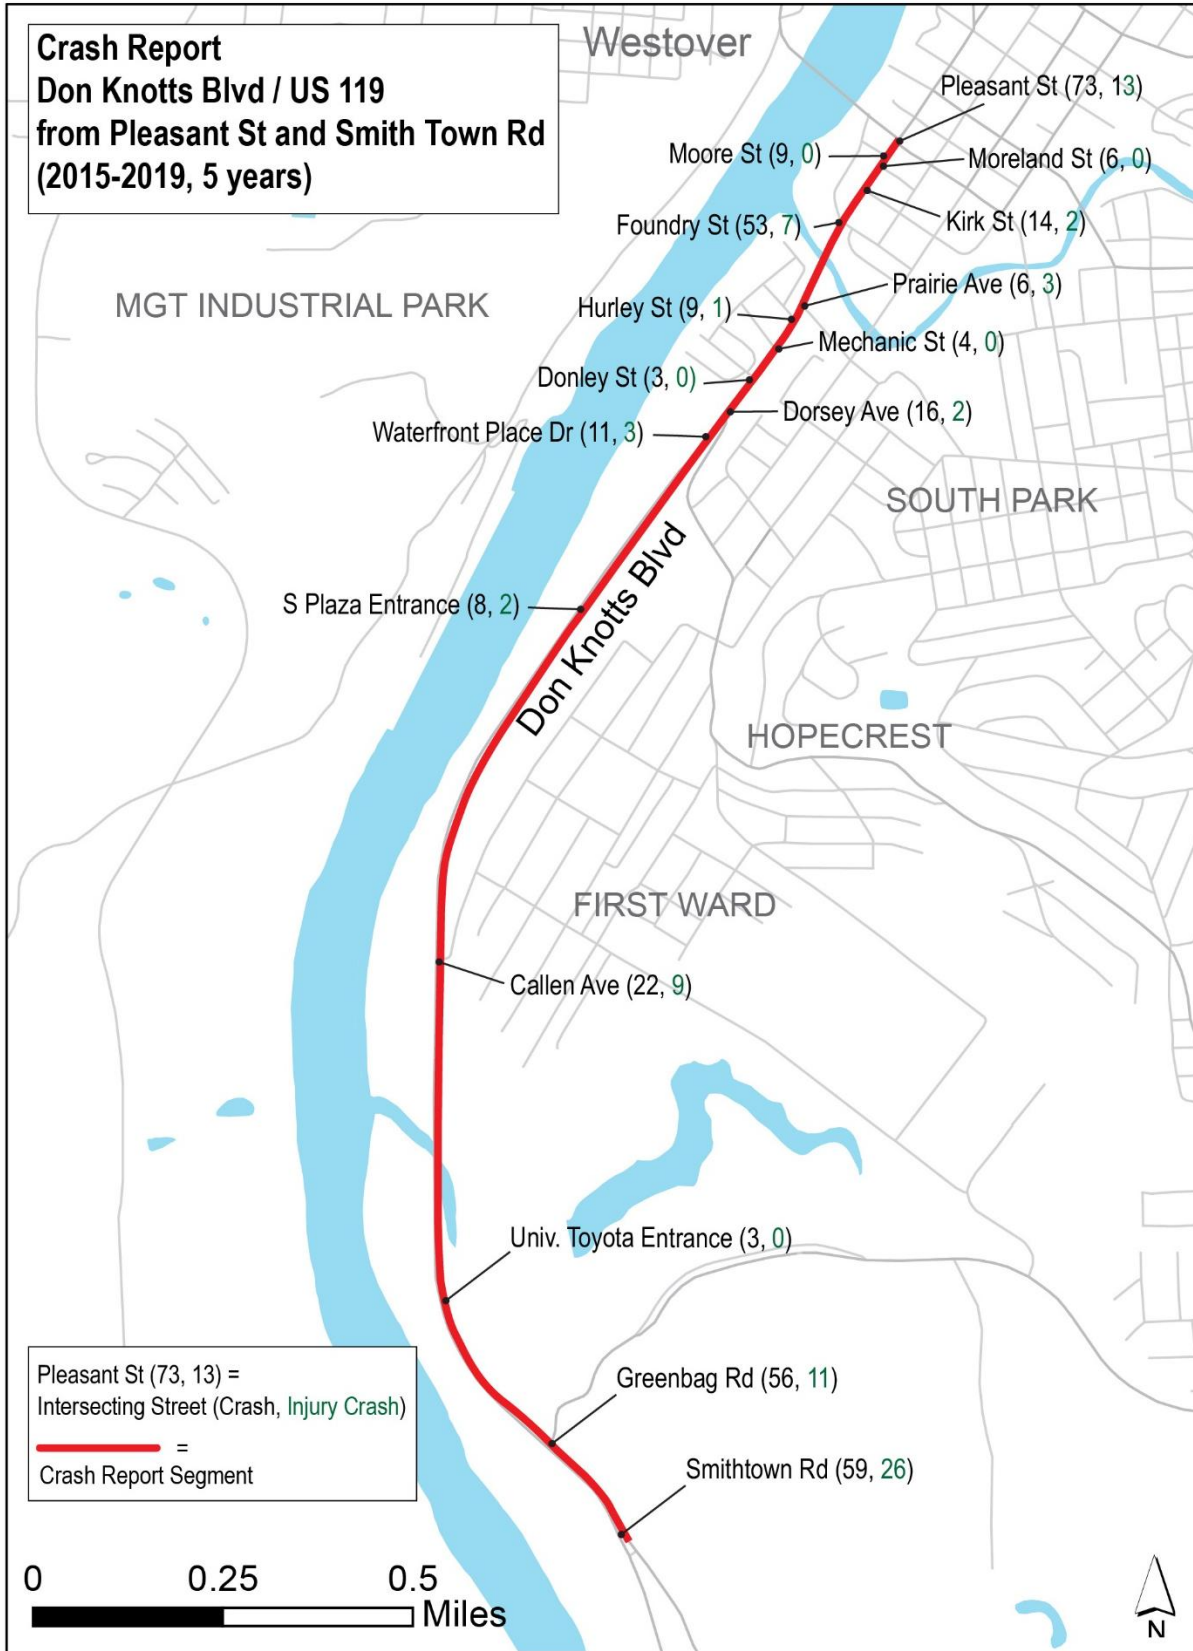 Crash Report
Don Knotts Blvd / US 119
from Pleasant St and Smith Town Rd
(2015-2019, 5 years)
Westover
Pleasant St (73, 13)
Moore St (9, 0)
Moreland St (6, 0)
Kirk St (14, 2)
Foundry St (53, 7)
Prairie Ave (6, 3)
MGT INDUSTRIAL PARK
Hurley St (9, 1)
Mechanic St (4, 0)
Donley St (3, 0)
Dorsey Ave (16, 2)
Waterfront Place Dr (11, 3)
SOUTH PARK
S Plaza Entrance (8, 2)
Don Knotts Blvd
HOPECREST
FIRST WARD
Callen Ave (22, 9)
Univ. Toyota Entrance (3, 0)
Greenbag Rd (56, 11)
Smithtown Rd (59, 26)
Pleasant St (73, 13) =
Intersecting Street (Crash, Injury Crash)
=
Crash Report Segment
0 0.25 0.5
Miles
N